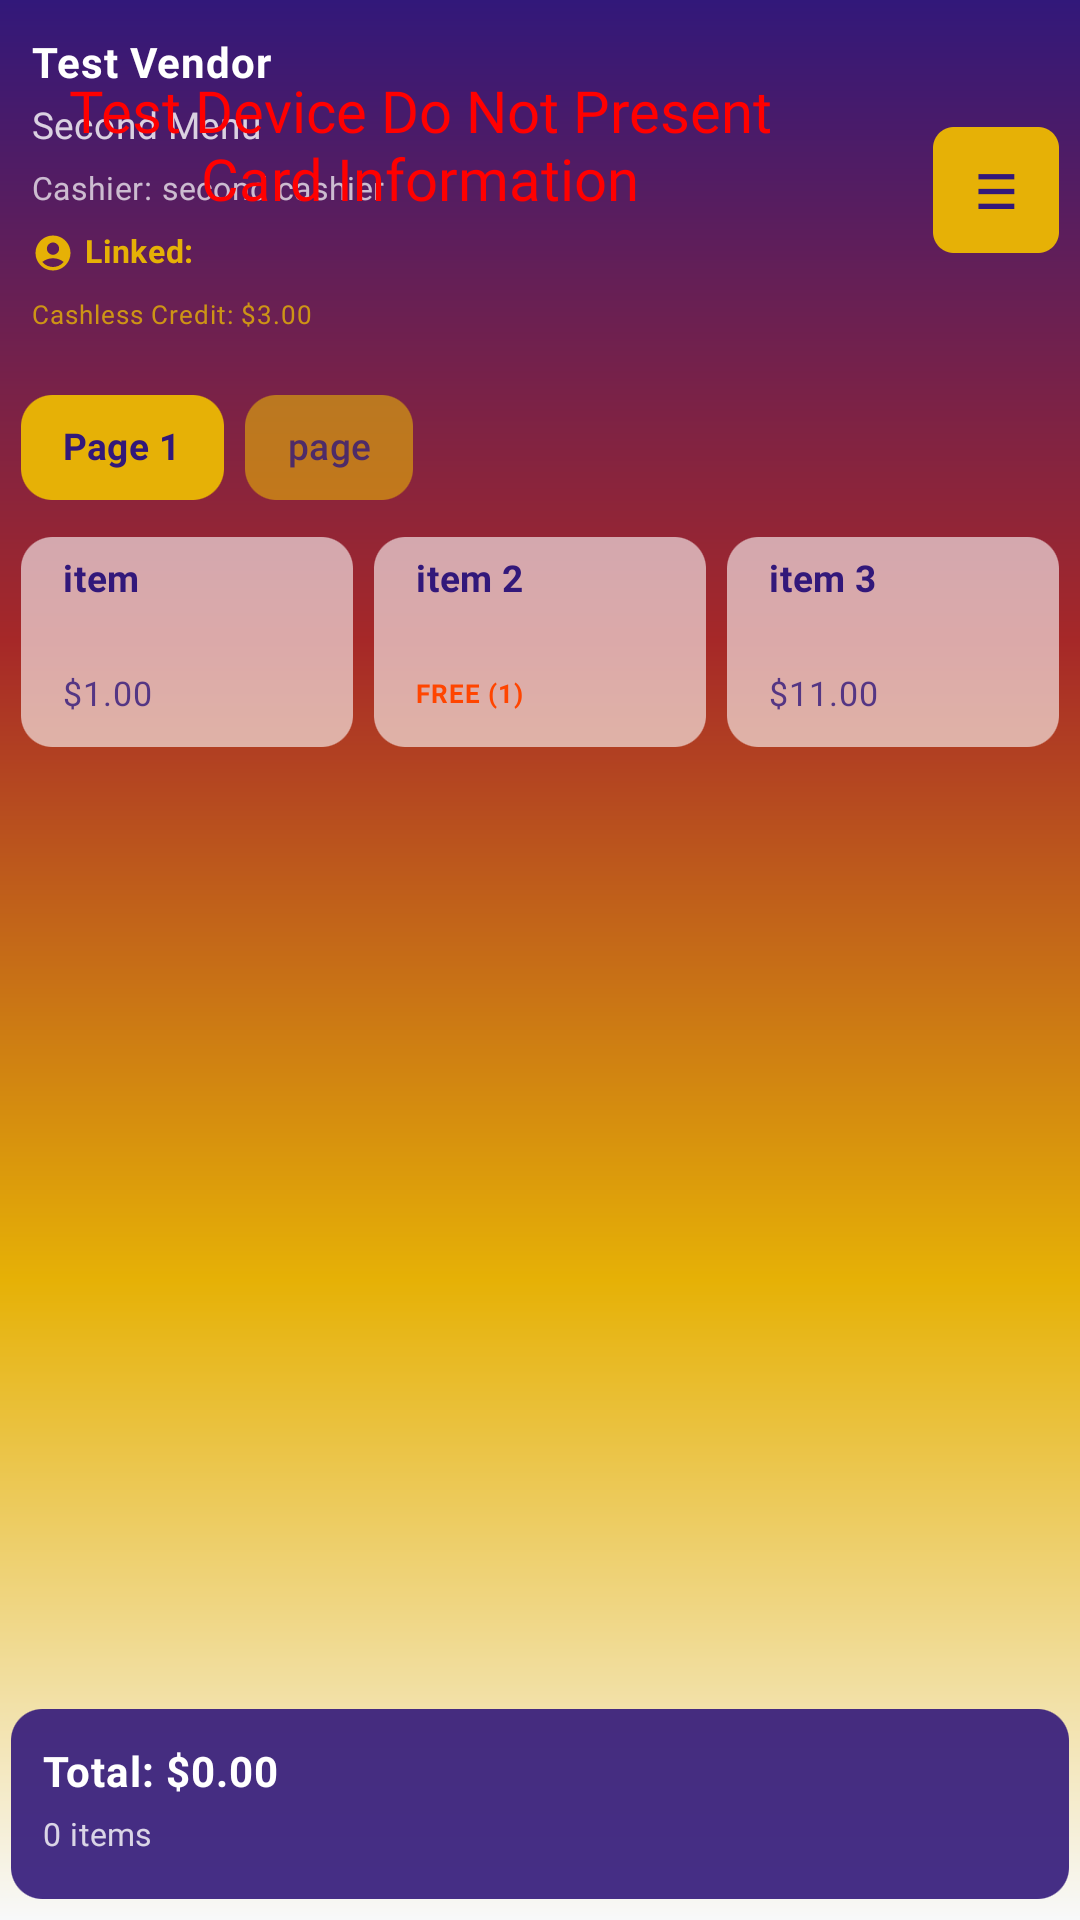 Test Vendor
Test Device Do Not Present
Second Menu
Card Information
Cashier: second cashier
Linked:
Cashless Credit: $3.00
Page 1
page
item
item 2
item 3
$1.00
FREE (1)
$11.00
Total: $0.00
0 items